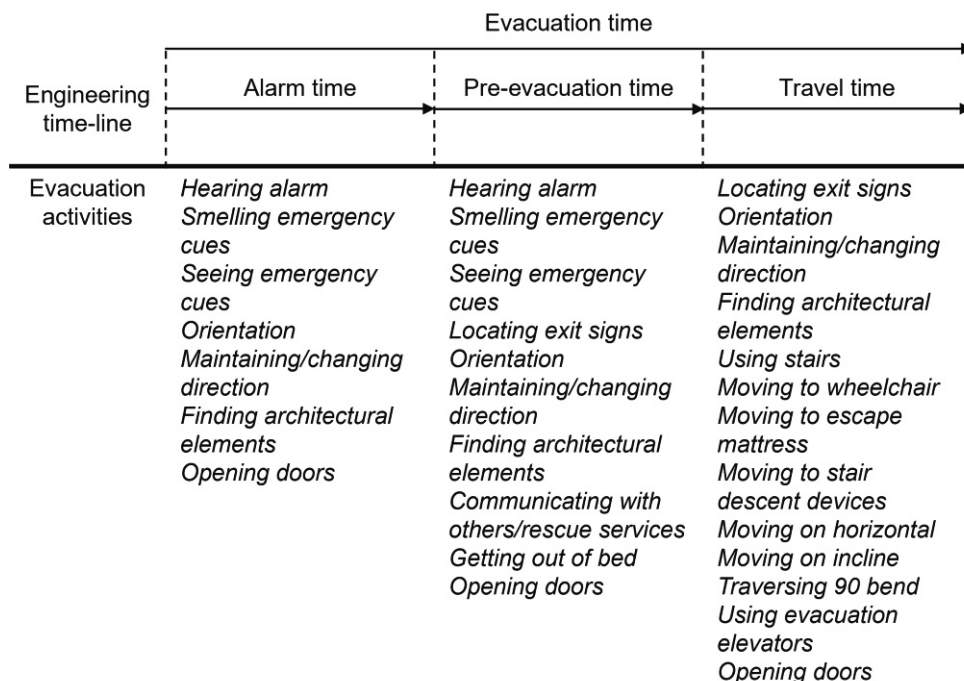 Evacuation time
Engineering
time-line
Alarm time
Pre-evacuation time
Travel time
Evacuation
activities
Hearing alarm
Smelling emergency
cues
Seeing emergency
cues
Orientation
Maintaining/changing
direction
Finding architectural
elements
Opening doors
Hearing alarm
Smelling emergency
cues
Seeing emergency
cues
Locating exit signs
Orientation
Maintaining/changing
direction
Finding architectural
elements
Communicating with
others/rescue services
Getting out of bed
Opening doors
Locating exit signs
Orientation
Maintaining/changing
direction
Finding architectural
elements
Using stairs
Moving to wheelchair
Moving to escape
mattress
Moving to stair
descent devices
Moving on horizontal
Moving on incline
Traversing 90 bend
Using evacuation
elevators
Opening doors